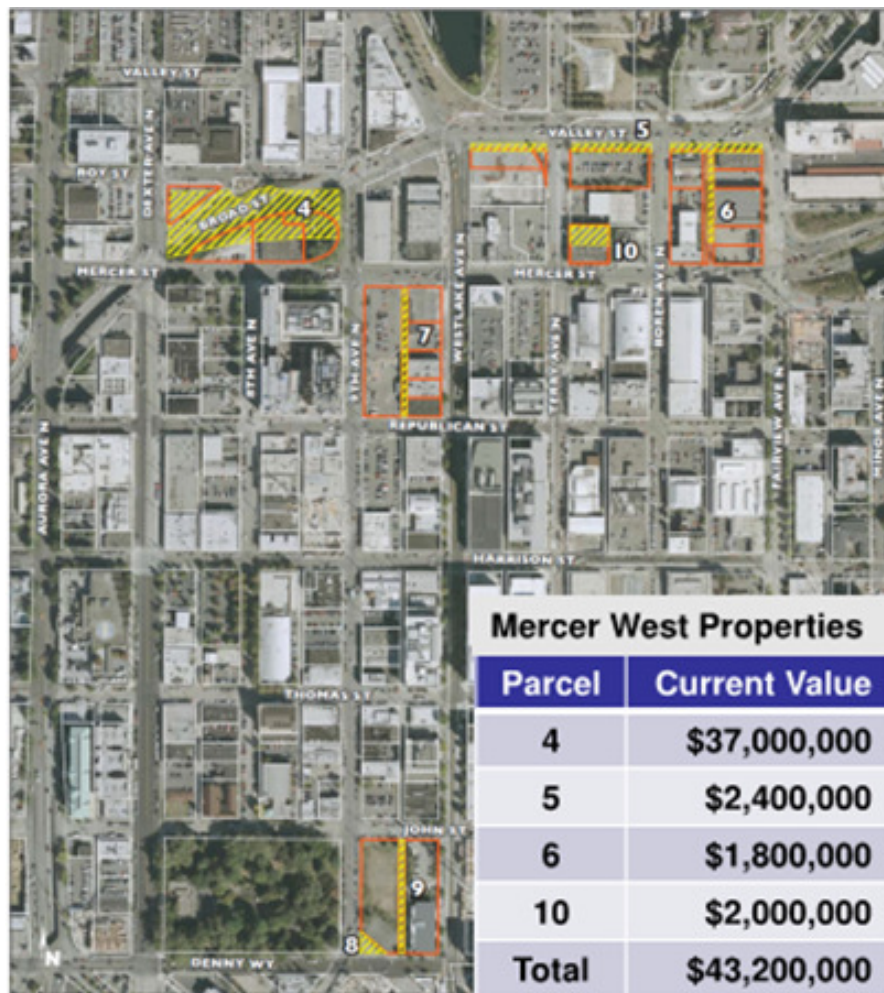 VALLEY ST
VALLEY ST 5
DEXTER AVE N
ROY ST
BROAD ST
4
6
MERCER ST
MERCER ST
10
WESTLAKE AVE N
BOREN AVE N
8TH AVE N
9TH AVE N
7
TERRY AVE N
REPUBLICAN ST
FAIRVIEW AVE N
MINOR AVE N
AURORA AVE N
HARRISON ST
THOMAS ST
JOHN ST
9
8
DENNY WY
N
Mercer West Properties
Parcel Current Value
4 $37,000,000
5 $2,400,000
6 $1,800,000
10 $2,000,000
Total $43,200,000